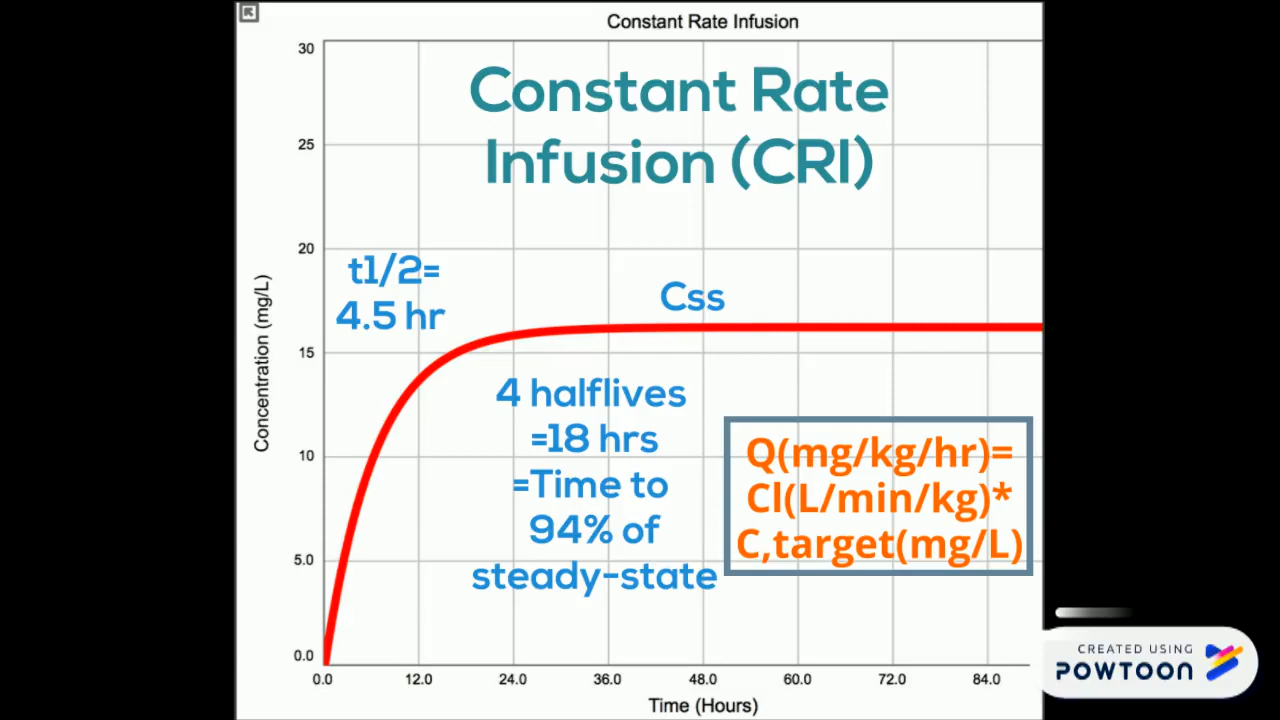 Constant Rate Infusion
Constant Rate
Infusion (CRI)
30
25
20
15
10
5.0
0.0
Concentration (mg/L)
t1/2=
4.5 hr
Css
4 halflives
=18 hrs
=Time to
94% of
steady-state
Q(mg/kg/hr)=
Cl(L/min/kg)*
C,target(mg/L)
0.0 12.0 24.0 36.0 48.0 60.0 72.0 84.0
Time (Hours)
CREATED USING
POWTOON